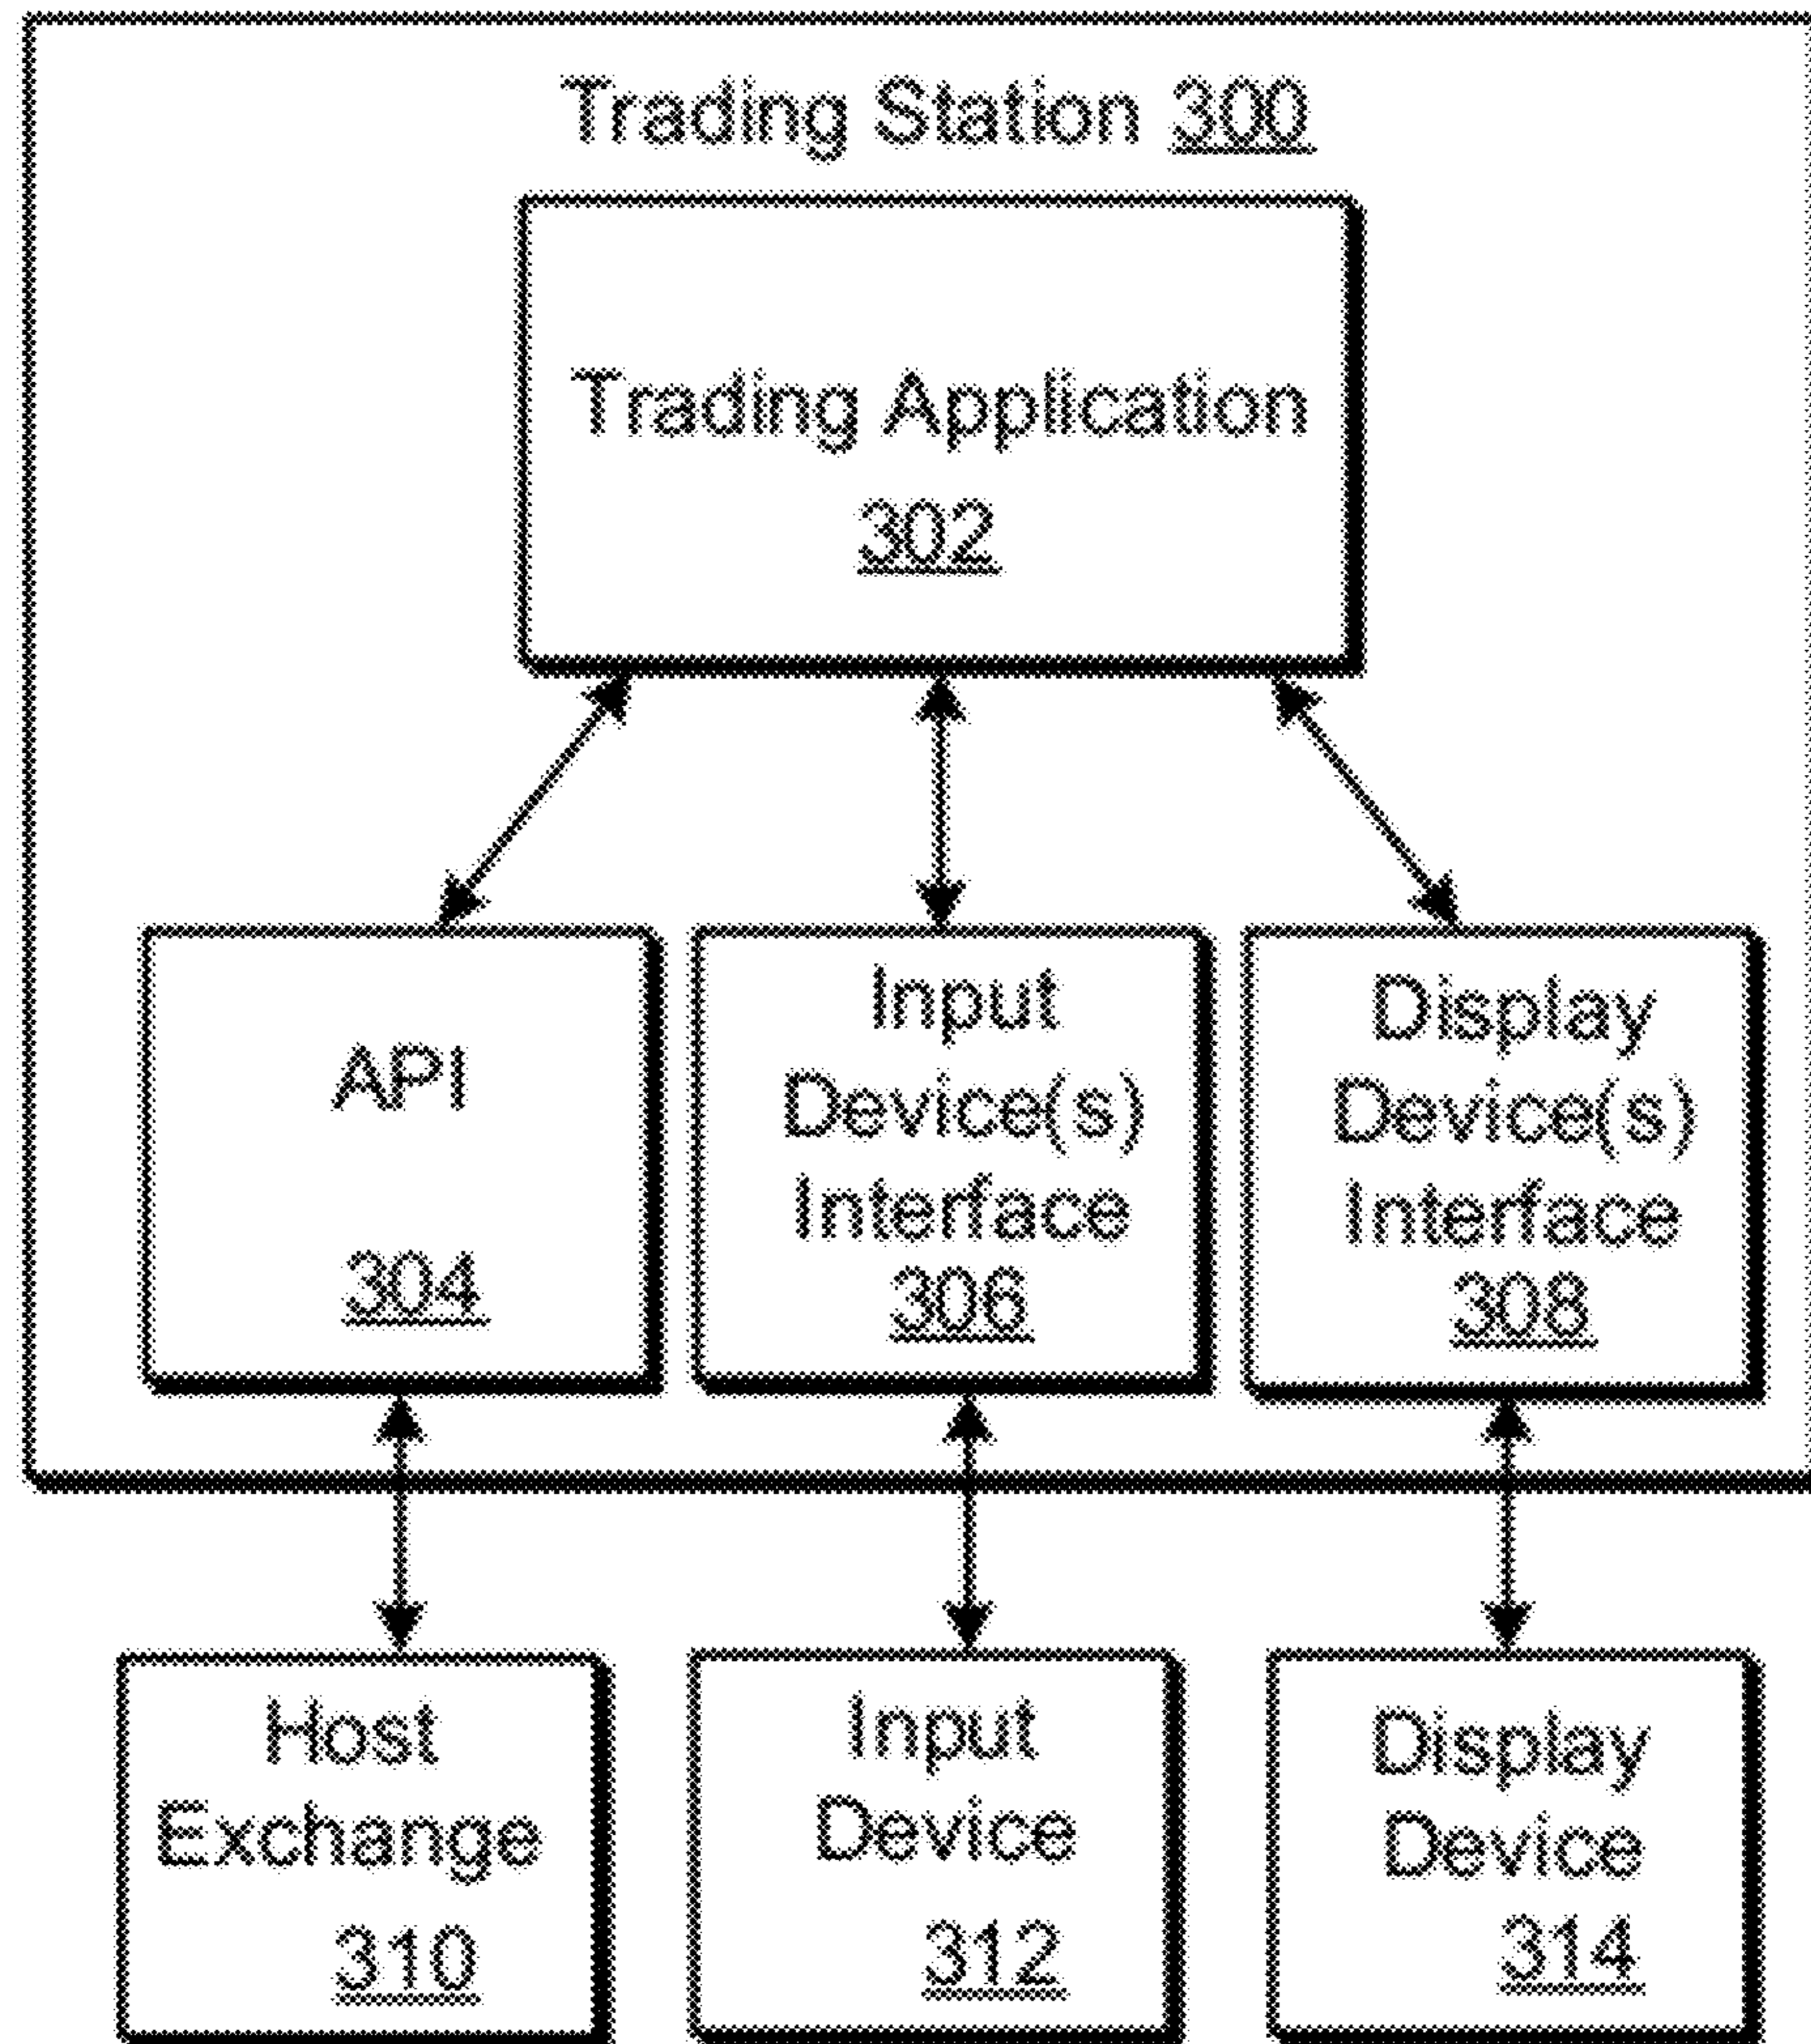 Trading Station 300
Trading Application
302
API
304
Input
Device(s)
Interface
306
Display
Device(s)
Interface
308
Host
Exchange
310
Input
Device
312
Display
Device
314